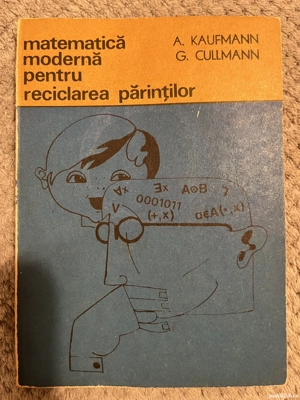 matematică
modernă
pentru
reciclarea părinților
A. KAUFMANN
G. CULLMANN
∀x ∃x A⊕B >
V 0001011
(+,x) a∉A(•,x)